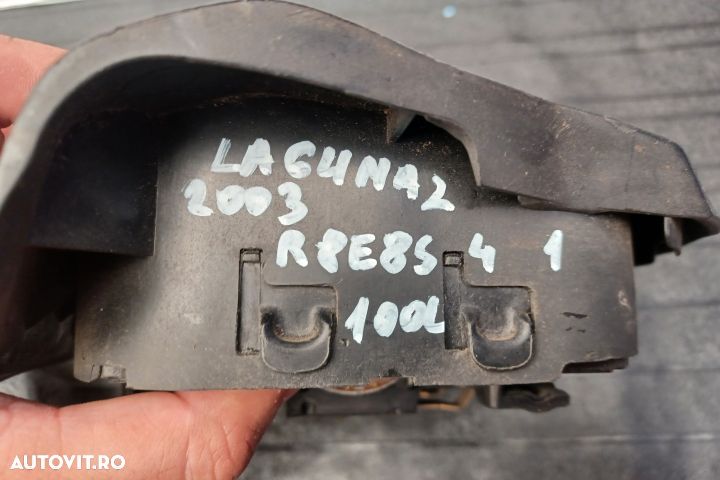 LAGUNA2
2003
R8E8S 4 1
100L
AUTOVIT.RO